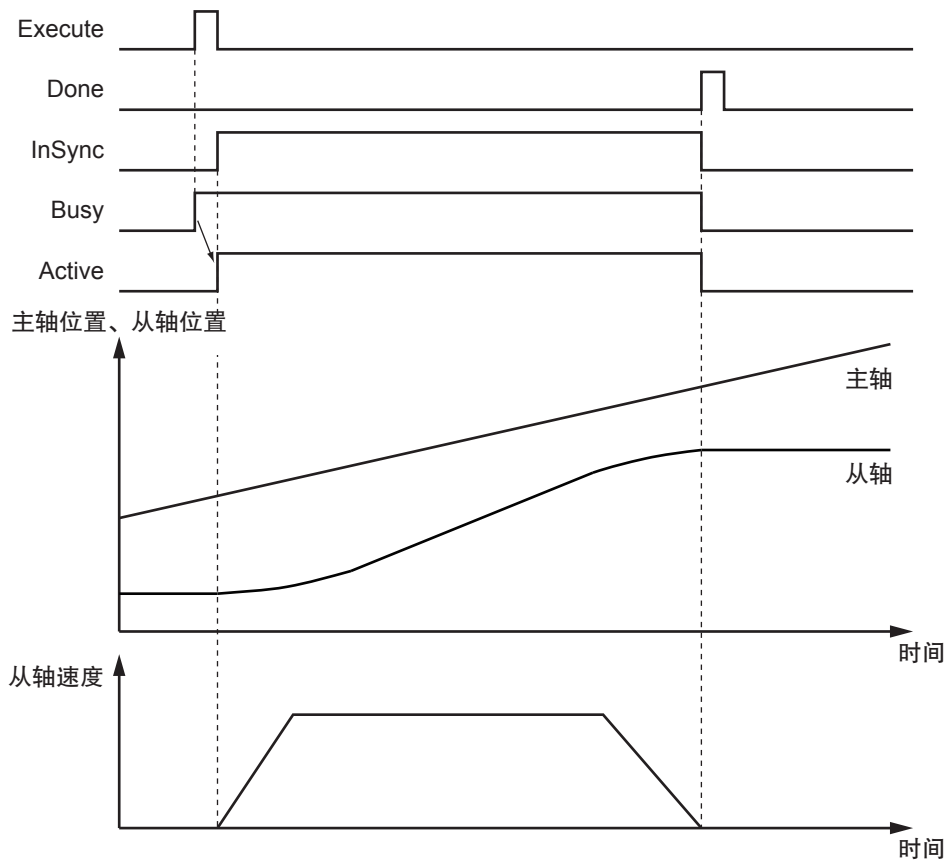 Execute
Done
InSync
Busy
Active
主轴位置、从轴位置
主轴
从轴
时间
从轴速度
时间